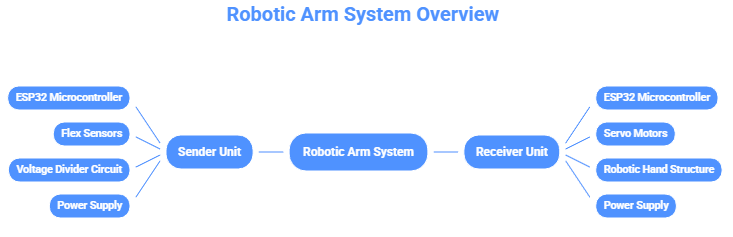 Robotic Arm System Overview
ESP32 Microcontroller
Flex Sensors
Voltage Divider Circuit
Power Supply
Sender Unit
Robotic Arm System
Receiver Unit
ESP32 Microcontroller
Servo Motors
Robotic Hand Structure
Power Supply